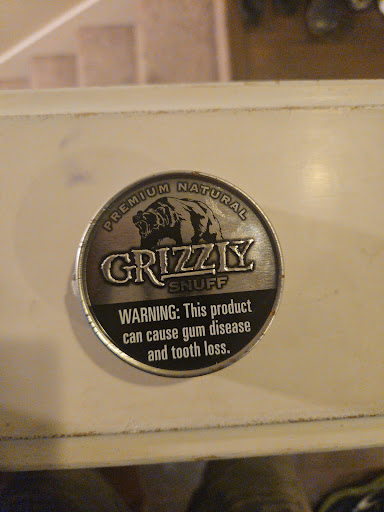 PREMIUM NATURAL
GRIZZLY
SNUFF
WARNING: This product
can cause gum disease
and tooth loss.